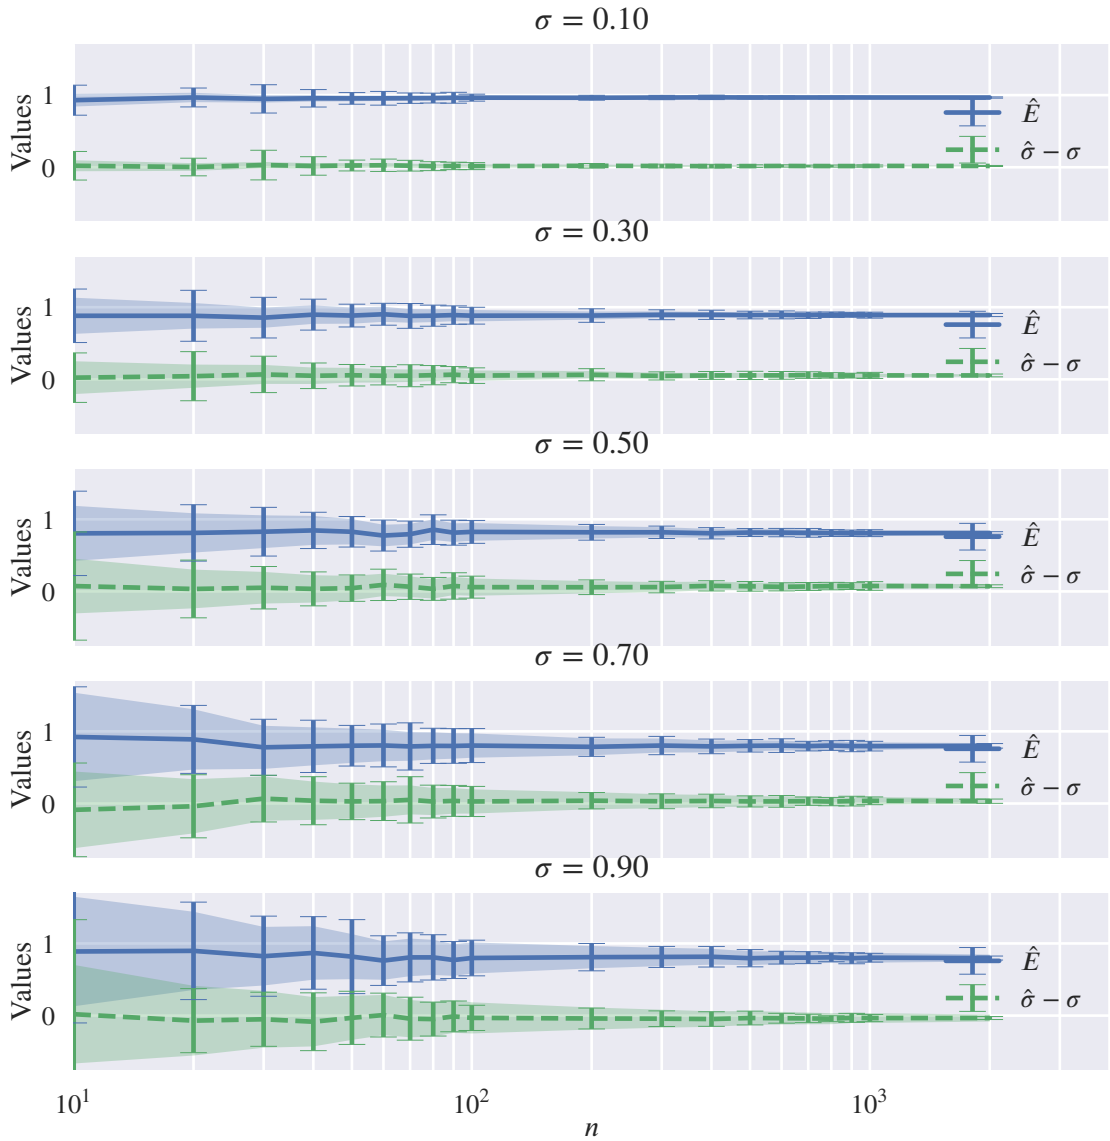 σ = 0.10
Values
1
0
Ê
σ̂ − σ
σ = 0.30
Values
1
0
Ê
σ̂ − σ
σ = 0.50
Values
1
0
Ê
σ̂ − σ
σ = 0.70
Values
1
0
Ê
σ̂ − σ
σ = 0.90
Values
1
0
Ê
σ̂ − σ
10¹ 10² 10³
n